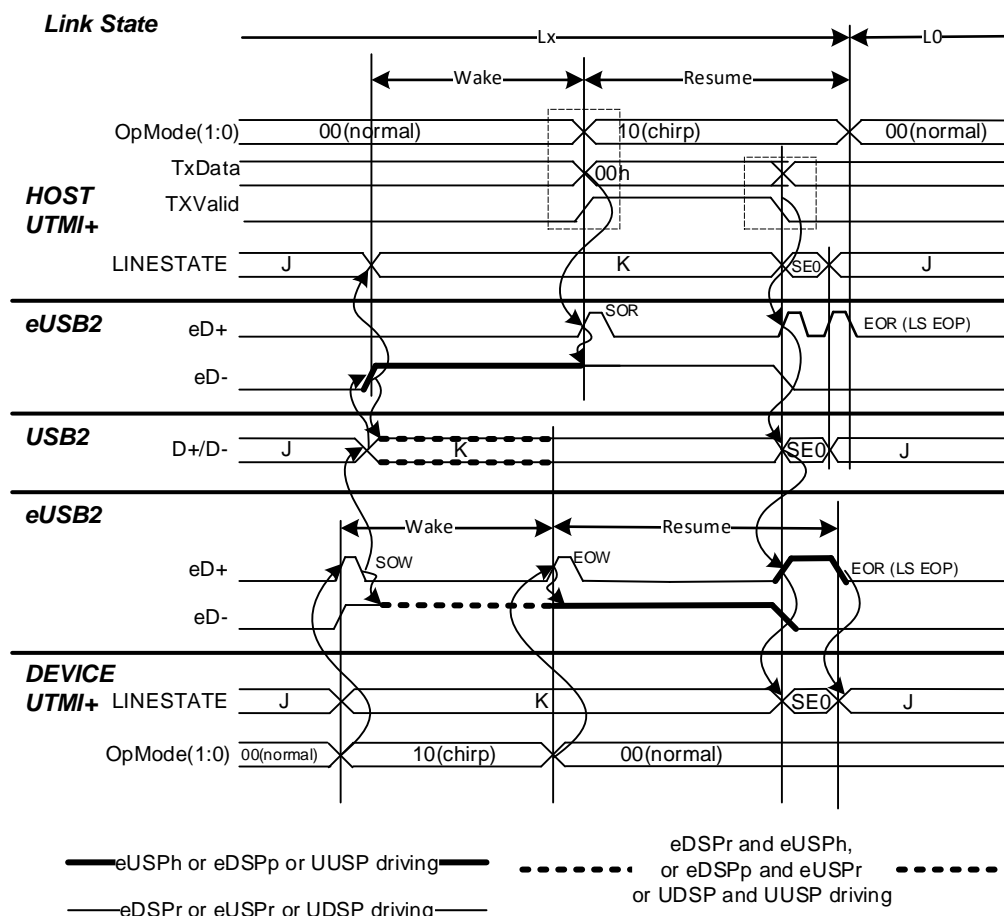 Link State
Lx
L0
Wake
Resume
OpMode(1:0)
00(normal)
10(chirp)
00(normal)
TxData
00h
HOST
UTMI+
TXValid
LINESTATE
J
K
SE0
J
eUSB2
eD+
SOR
EOR (LS EOP)
eD-
USB2
D+/D-
J
K
SE0
J
eUSB2
Wake
Resume
eD+
SOW
EOW
EOR (LS EOP)
eD-
DEVICE
UTMI+
LINESTATE
J
K
SE0
J
OpMode(1:0)
00(normal)
10(chirp)
00(normal)
eUSPh or eDSPp or UUSP driving
eDSPr and eUSPh,
or eDSPp and eUSPr
or UDSP and UUSP driving
eDSPr or eUSPr or UDSP driving